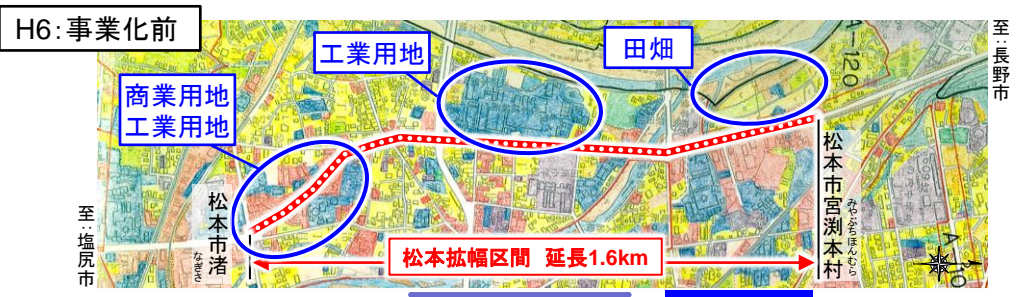 H6:事業化前
工業用地
田畑
商業用地
工業用地
至:長野市
A-120
松本市渚
なぎさ
至:塩尻市
松本拡幅区間 延長1.6km
松本市宮渕本村
みやぶちほんむら